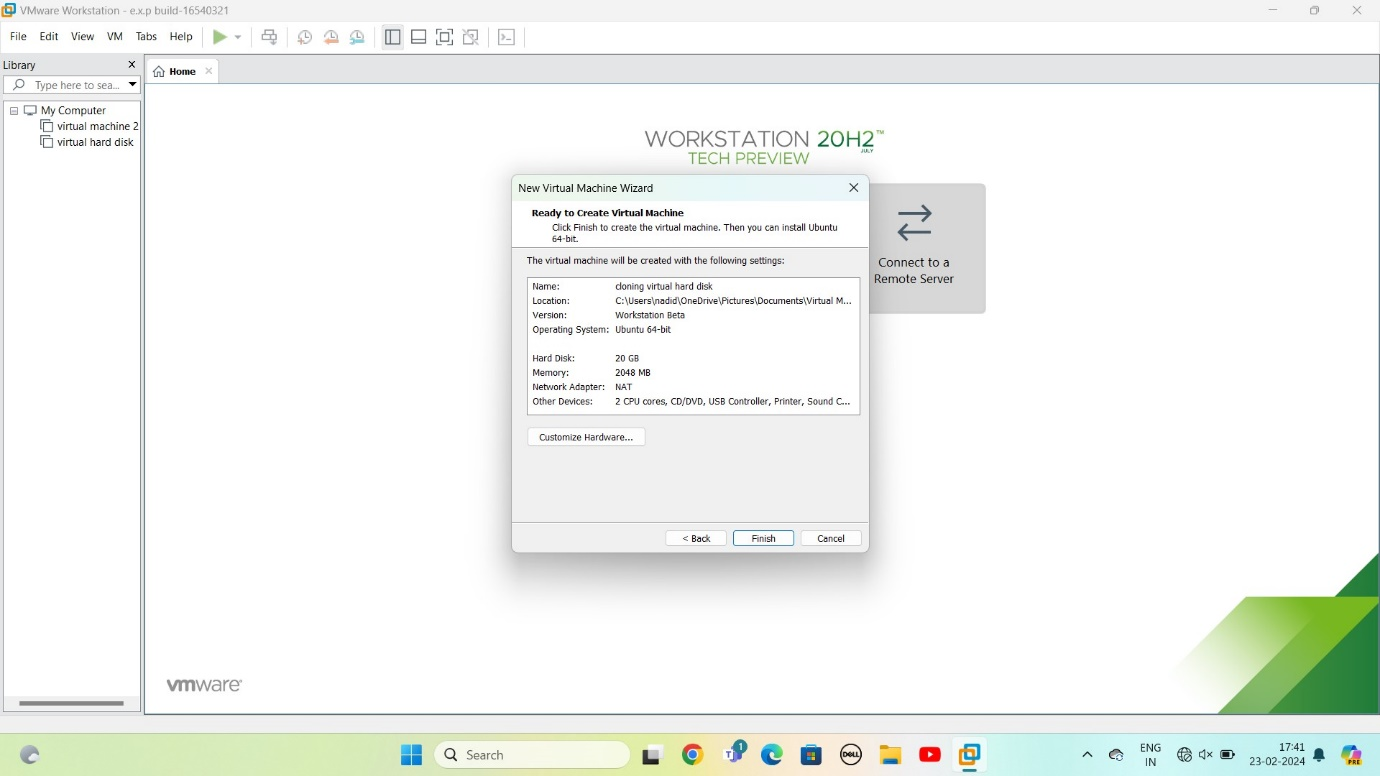 VMware Workstation - e.x.p build-16540321
File Edit View VM Tabs Help
Library
Type here to sea...
My Computer
virtual machine 2
virtual hard disk
Home
WORKSTATION 20H2™
JULY
TECH PREVIEW
New Virtual Machine Wizard
Ready to Create Virtual Machine
Click Finish to create the virtual machine. Then you can install Ubuntu
64-bit.
The virtual machine will be created with the following settings:
Name: cloning virtual hard disk
Location: C:\Users\nadid\OneDrive\Pictures\Documents\Virtual M...
Version: Workstation Beta
Operating System: Ubuntu 64-bit
Hard Disk: 20 GB
Memory: 2048 MB
Network Adapter: NAT
Other Devices: 2 CPU cores, CD/DVD, USB Controller, Printer, Sound C...
Customize Hardware...
< Back Finish Cancel
Connect to a
Remote Server
vmware®
Search
1
DELL
ENG
IN
17:41
23-02-2024
PRE